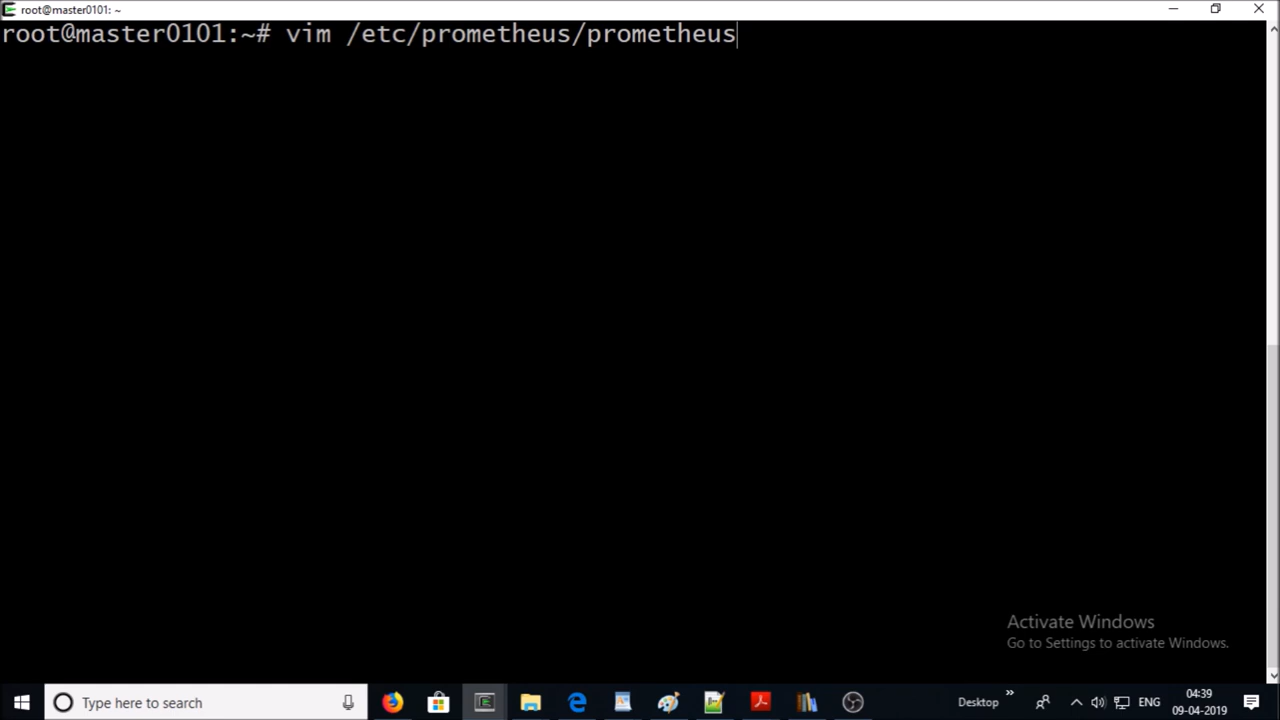 root@master0101: ~
root@master0101:~# vim /etc/prometheus/prometheus
Activate Windows
Go to Settings to activate Windows.
Type here to search
Desktop
ENG
04:39
09-04-2019